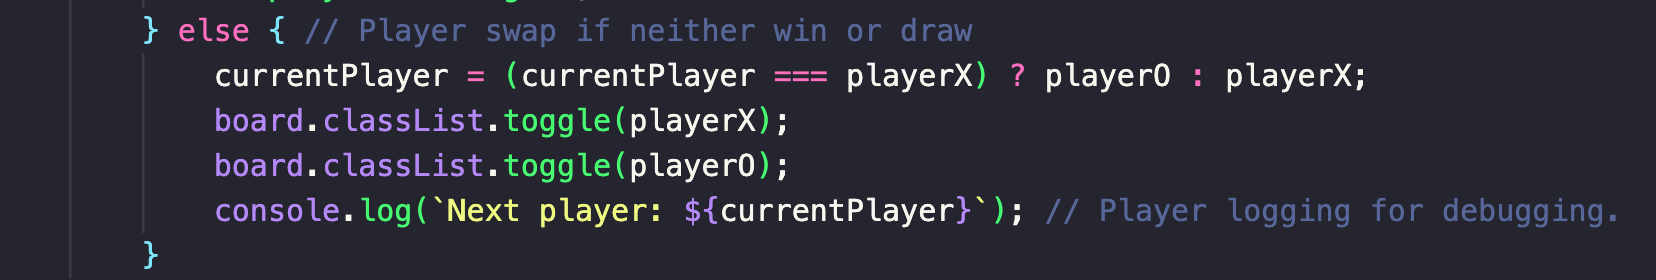 } else { // Player swap if neither win or draw
currentPlayer = (currentPlayer === playerX) ? playerO : playerX;
board.classList.toggle(playerX);
board.classList.toggle(playerO);
console.log(`Next player: ${currentPlayer}`); // Player logging for debugging.
}